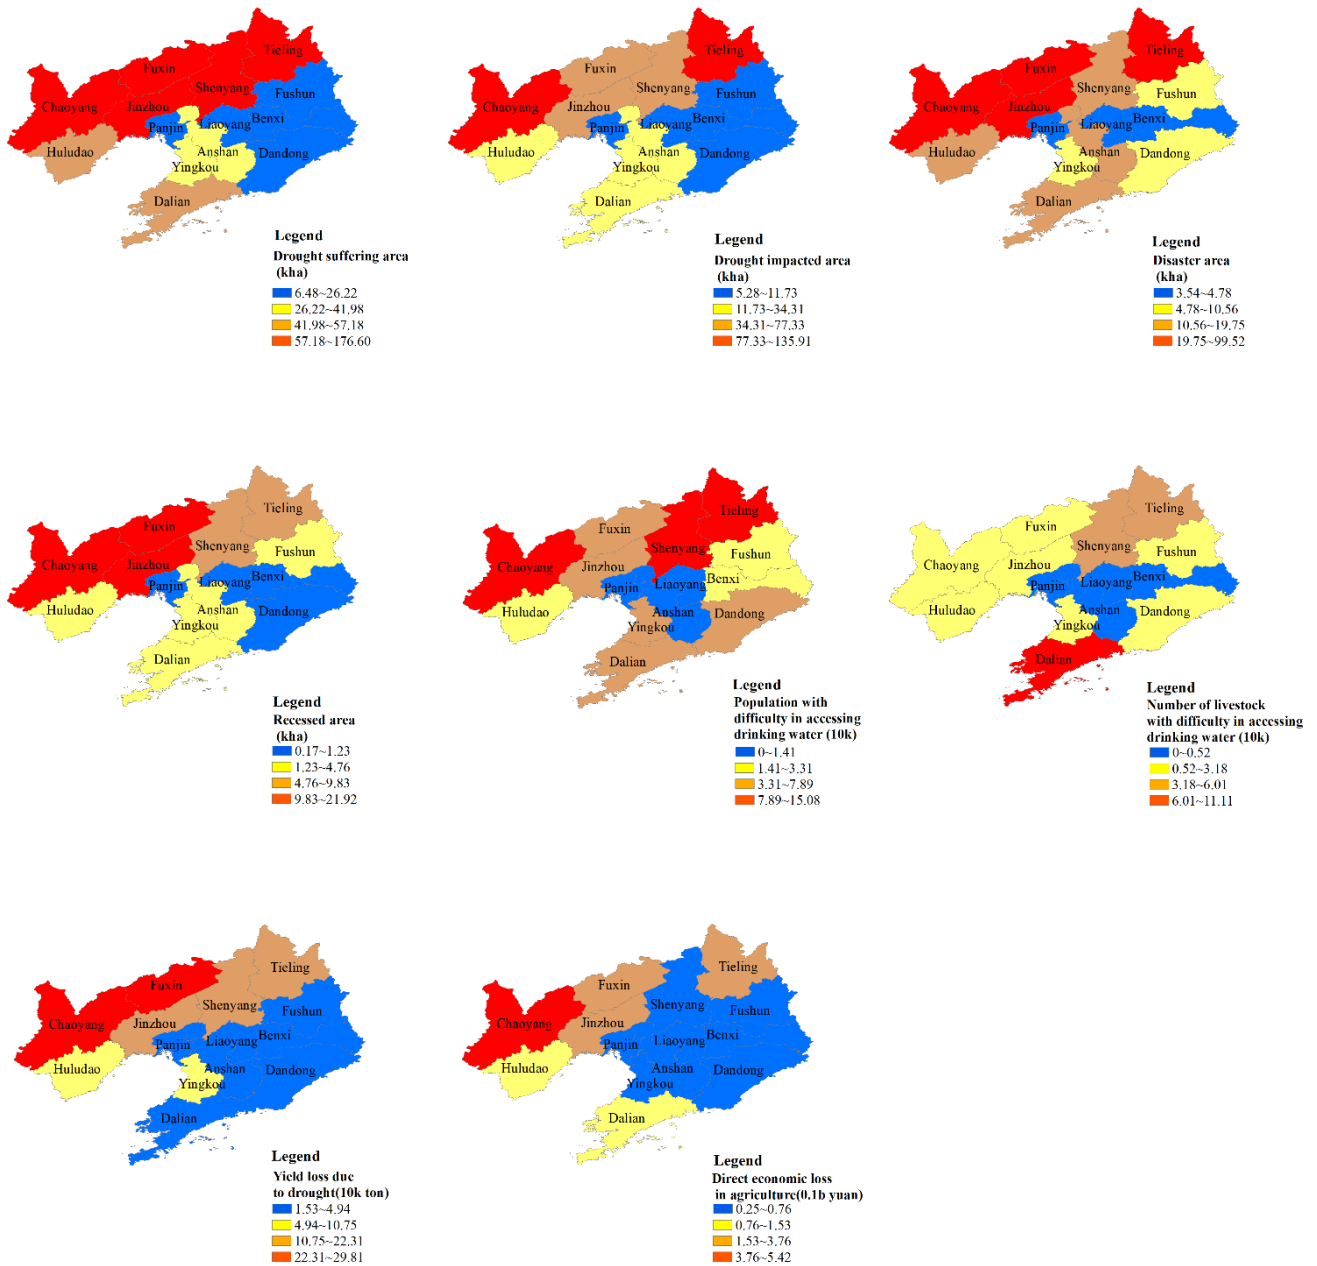 Tieling
Fuxin
Shenyang
Fushun
Chaoyang
Jinzhou
Benxi
Panjin
Liaoyang
Huludao
Anshan
Dandong
Yingkou
Dalian
Legend
Drought suffering area
(kha)
6.48~26.22
26.22~41.98
41.98~57.18
57.18~176.60
Tieling
Fuxin
Shenyang
Fushun
Chaoyang
Jinzhou
Benxi
Panjin
Liaoyang
Huludao
Anshan
Dandong
Yingkou
Dalian
Legend
Drought impacted area
(kha)
5.28~11.73
11.73~34.31
34.31~77.33
77.33~135.91
Tieling
Fuxin
Shenyang
Fushun
Chaoyang
Jinzhou
Benxi
Panjin
Liaoyang
Huludao
Anshan
Dandong
Yingkou
Dalian
Legend
Disaster area
(kha)
3.54~4.78
4.78~10.56
10.56~19.75
19.75~99.52
Tieling
Fuxin
Shenyang
Fushun
Chaoyang
Jinzhou
Benxi
Panjin
Liaoyang
Huludao
Anshan
Dandong
Yingkou
Dalian
Legend
Recessed area
(kha)
0.17~1.23
1.23~4.76
4.76~9.83
9.83~21.92
Tieling
Fuxin
Shenyang
Fushun
Chaoyang
Jinzhou
Benxi
Panjin
Liaoyang
Huludao
Anshan
Dandong
Yingkou
Dalian
Legend
Population with
difficulty in accessing
drinking water (10k)
0~1.41
1.41~3.31
3.31~7.89
7.89~15.08
Tieling
Fuxin
Shenyang
Fushun
Chaoyang
Jinzhou
Benxi
Panjin
Liaoyang
Huludao
Anshan
Dandong
Yingkou
Dalian
Legend
Number of livestock
with difficulty in accessing
drinking water (10k)
0~0.52
0.52~3.18
3.18~6.01
6.01~11.11
Tieling
Fuxin
Shenyang
Fushun
Chaoyang
Jinzhou
Benxi
Panjin
Liaoyang
Huludao
Anshan
Dandong
Yingkou
Dalian
Legend
Yield loss due
to drought(10k ton)
1.53~4.94
4.94~10.75
10.75~22.31
22.31~29.81
Tieling
Fuxin
Shenyang
Fushun
Chaoyang
Jinzhou
Benxi
Panjin
Liaoyang
Huludao
Anshan
Dandong
Yingkou
Dalian
Legend
Direct economic loss
in agriculture(0.1b yuan)
0.25~0.76
0.76~1.53
1.53~3.76
3.76~5.42